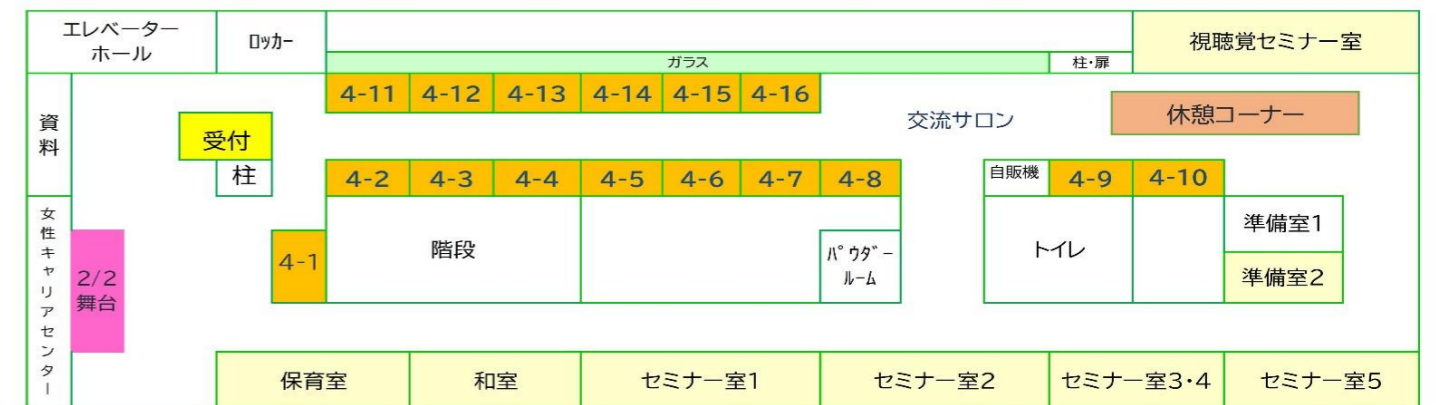 エレベーター
ホール
ﾛｯｶｰ
視聴覚セミナー室
ガラス
柱・扉
4-11 4-12 4-13 4-14 4-15 4-16
交流サロン
休憩コーナー
資料
受付
柱
4-2 4-3 4-4 4-5 4-6 4-7 4-8
自販機
4-9 4-10
女性キャリアセンター
2/2
舞台
4-1
階段
ﾊﾟｳﾀﾞｰ
ﾙｰﾑ
トイレ
準備室1
準備室2
保育室
和室
セミナー室1
セミナー室2
セミナー室3・4
セミナー室5